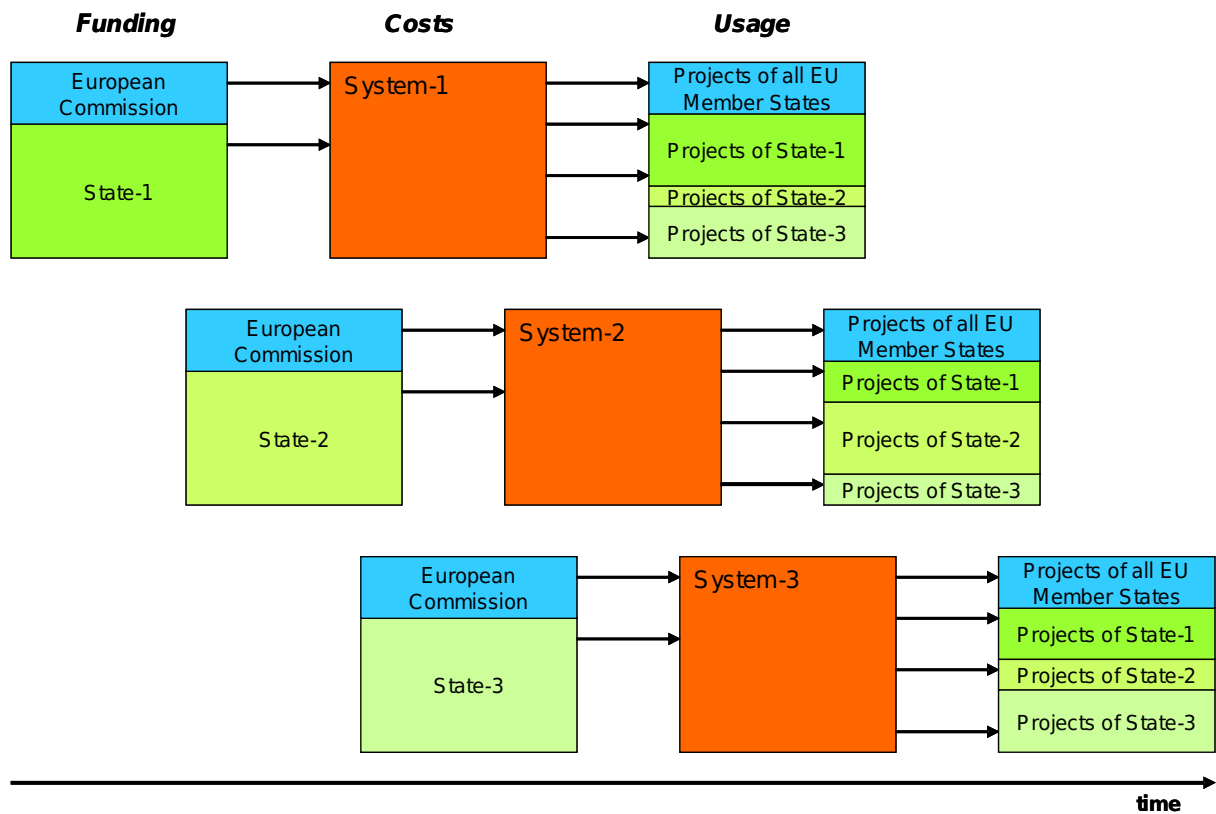 Funding
Costs
Usage
European
Commission
State-1
System-1
Projects of all EU
Member States
Projects of State-1
Projects of State-2
Projects of State-3
European
Commission
State-2
System-2
Projects of all EU
Member States
Projects of State-1
Projects of State-2
Projects of State-3
European
Commission
State-3
System-3
Projects of all EU
Member States
Projects of State-1
Projects of State-2
Projects of State-3
time